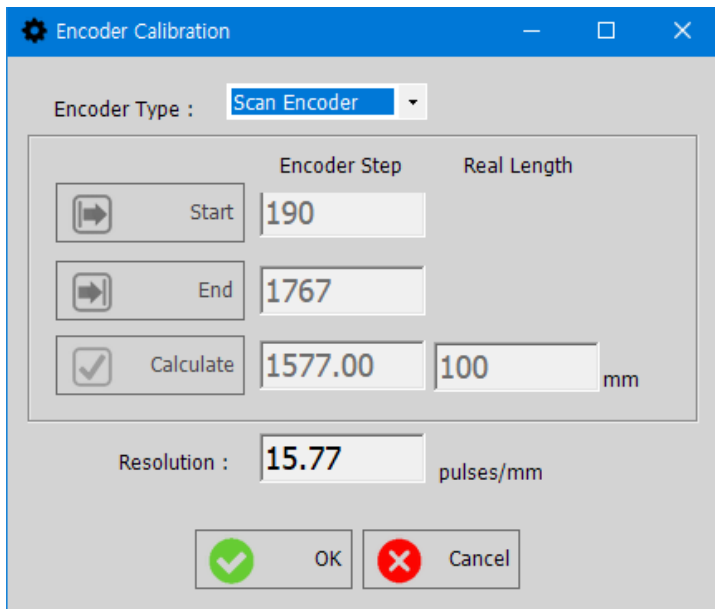 Encoder Calibration
Encoder Type : Scan Encoder
Encoder Step Real Length
Start 190
End 1767
Calculate 1577.00 100 mm
Resolution : 15.77 pulses/mm
OK Cancel